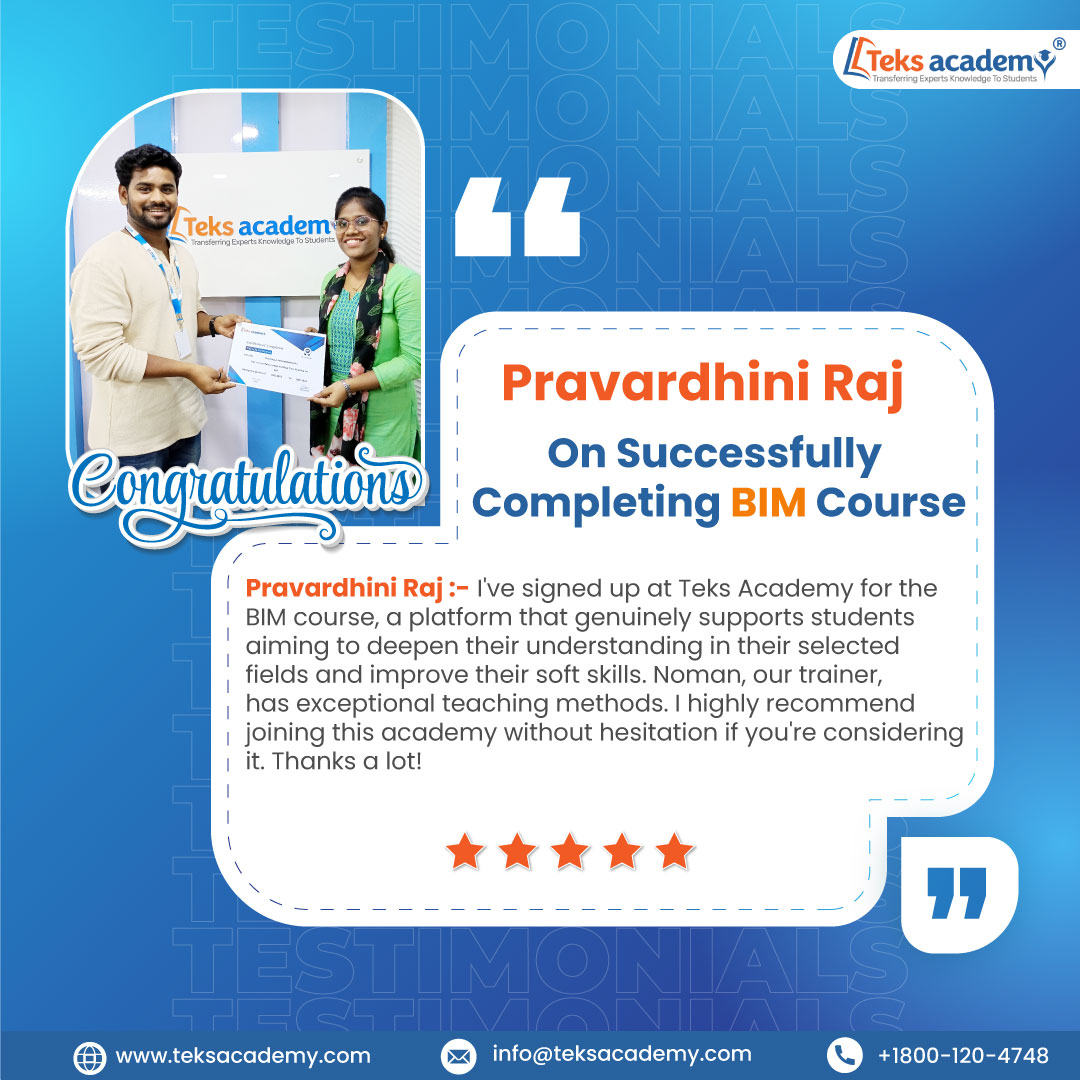 TESTIMONIALS
Teks academy®
Transferring Experts Knowledge To Students
Teks academy
Transferring Experts Knowledge To Students
Congratulations
Pravardhini Raj
On Successfully
Completing BIM Course
Pravardhini Raj :- I've signed up at Teks Academy for the
BIM course, a platform that genuinely supports students
aiming to deepen their understanding in their selected
fields and improve their soft skills. Noman, our trainer,
has exceptional teaching methods. I highly recommend
joining this academy without hesitation if you're considering
it. Thanks a lot!
TESTIMONIALS
www.teksacademy.com
info@teksacademy.com
+1800-120-4748